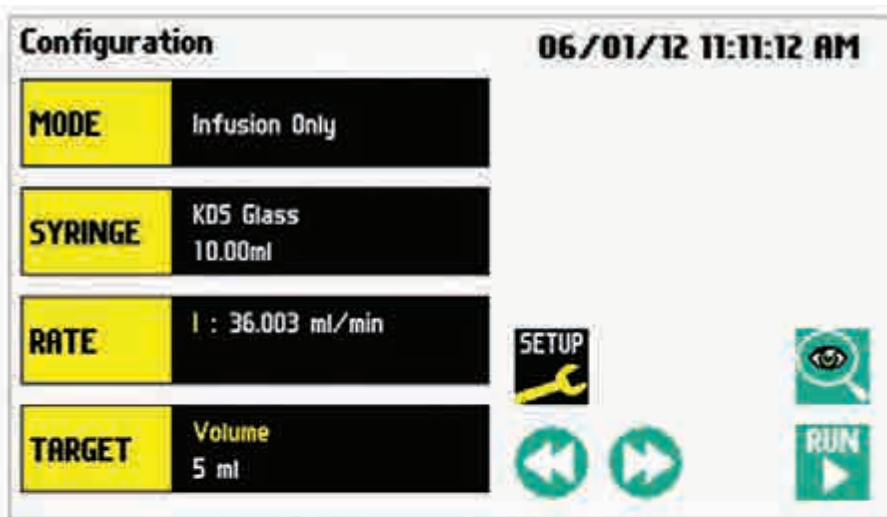 Configuration
06/01/12 11:11:12 AM
MODE
Infusion Only
SYRINGE
KDS Glass
10.00ml
RATE
I : 36.003 ml/min
TARGET
Volume
5 ml
SETUP
RUN